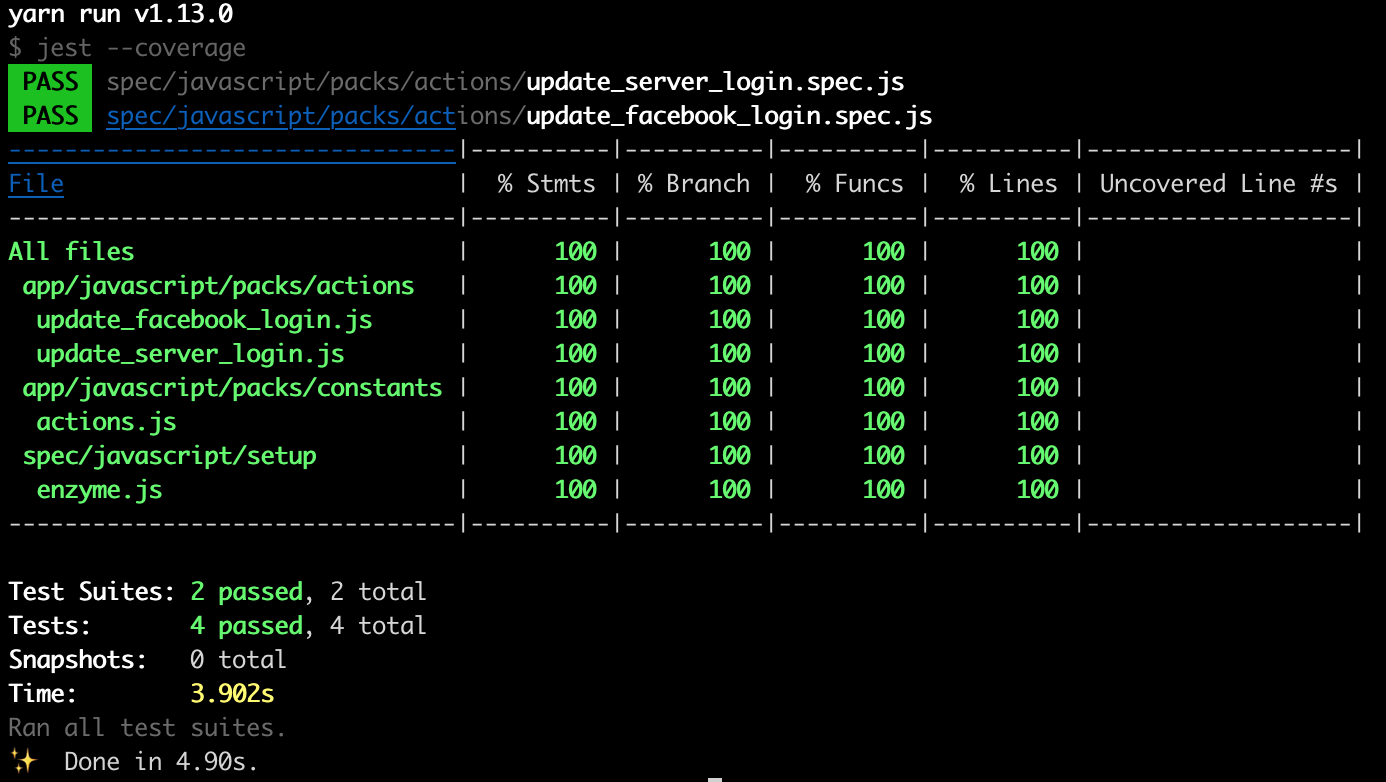 yarn run v1.13.0
$ jest --coverage
PASS spec/javascript/packs/actions/update_server_login.spec.js
PASS spec/javascript/packs/actions/update_facebook_login.spec.js
--------------------------------|----------|----------|----------|----------|-------------------|
File                            |  % Stmts | % Branch |  % Funcs |  % Lines | Uncovered Line #s |
--------------------------------|----------|----------|----------|----------|-------------------|
All files                       |      100 |      100 |      100 |      100 |                   |
 app/javascript/packs/actions   |      100 |      100 |      100 |      100 |                   |
  update_facebook_login.js      |      100 |      100 |      100 |      100 |                   |
  update_server_login.js        |      100 |      100 |      100 |      100 |                   |
 app/javascript/packs/constants |      100 |      100 |      100 |      100 |                   |
  actions.js                    |      100 |      100 |      100 |      100 |                   |
 spec/javascript/setup          |      100 |      100 |      100 |      100 |                   |
  enzyme.js                     |      100 |      100 |      100 |      100 |                   |
--------------------------------|----------|----------|----------|----------|-------------------|
Test Suites: 2 passed, 2 total
Tests:       4 passed, 4 total
Snapshots:   0 total
Time:        3.902s
Ran all test suites.
✨  Done in 4.90s.